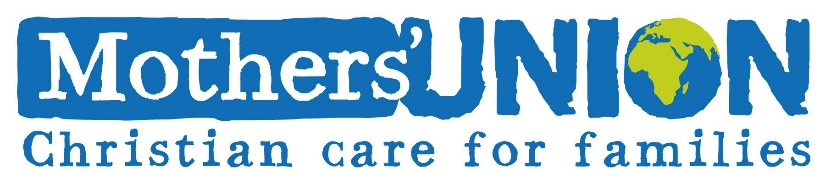 Mothers' UNION
Christian care for families